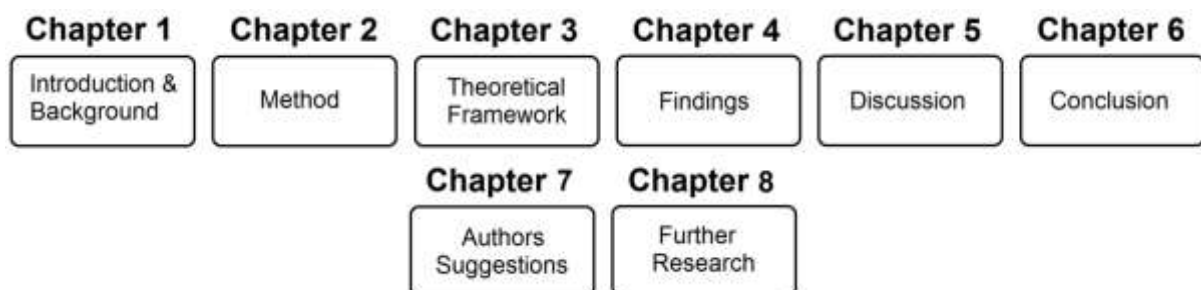 Chapter 1
Introduction &
Background
Chapter 2
Method
Chapter 3
Theoretical
Framework
Chapter 4
Findings
Chapter 5
Discussion
Chapter 6
Conclusion
Chapter 7
Authors
Suggestions
Chapter 8
Further
Research